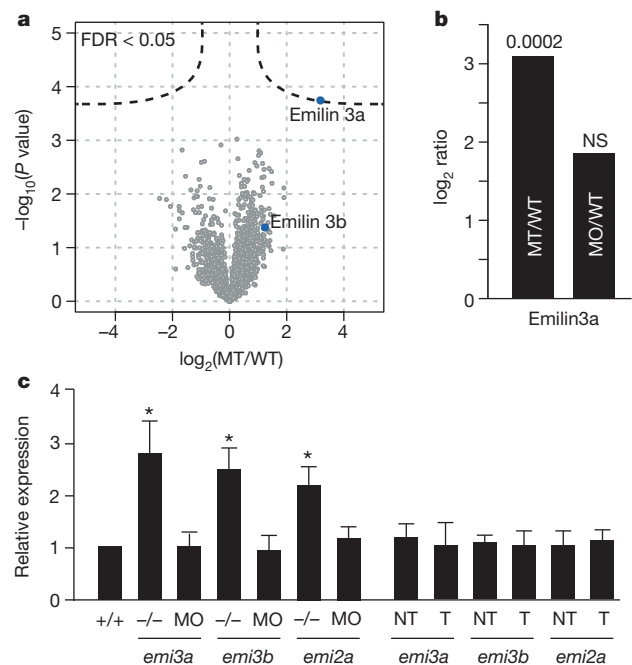 a
FDR < 0.05
5
4
3
2
1
0
–log10(P value)
Emilin 3a
Emilin 3b
–4 –2 0 2 4
log2(MT/WT)
b
0.0002
NS
3
2
1
0
log2 ratio
MT/WT
MO/WT
Emilin3a
c
4
3
2
1
0
Relative expression
* * *
+/+ –/– MO –/– MO –/– MO NT T NT T NT T
emi3a emi3b emi2a emi3a emi3b emi2a